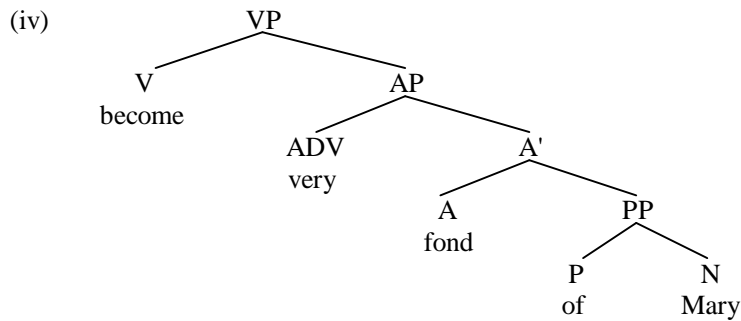 (iv) VP
V AP
become
ADV A'
very
A PP
fond
P N
of Mary